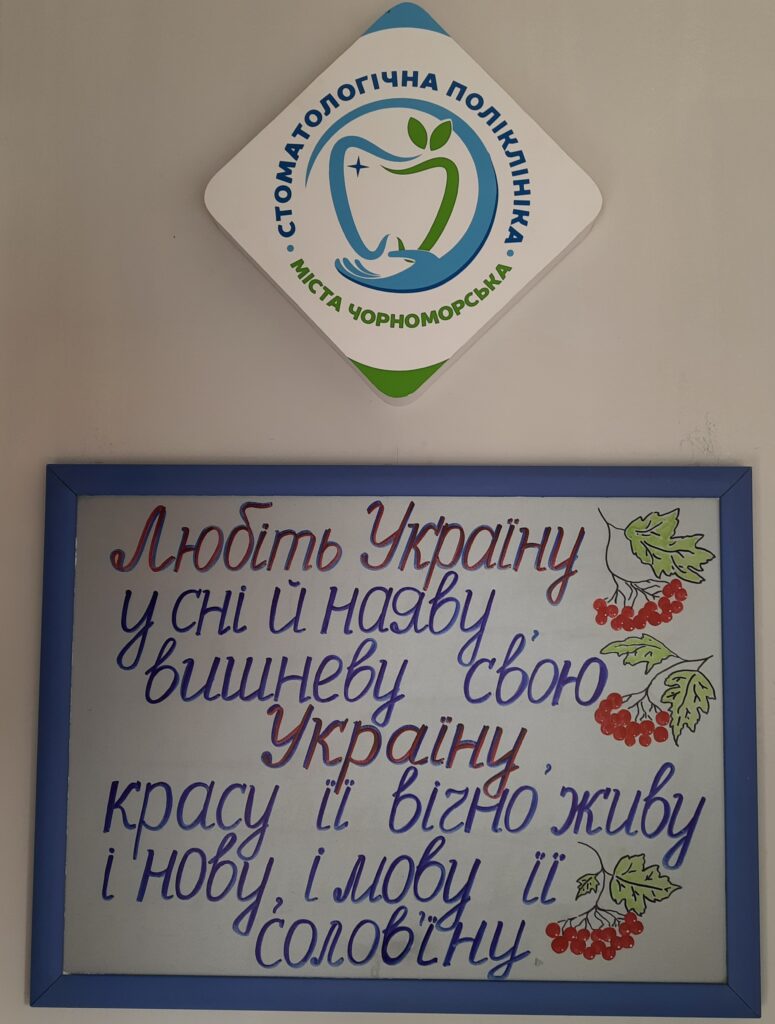 СТОМАТОЛОГІЧНА ПОЛІКЛІНІКА
МІСТА ЧОРНОМОРСЬКА
Любіть Україну
у сні й наяву,
вишневу свою
Україну,
красу її вічно живу
і нову, і мову її
солов'їну